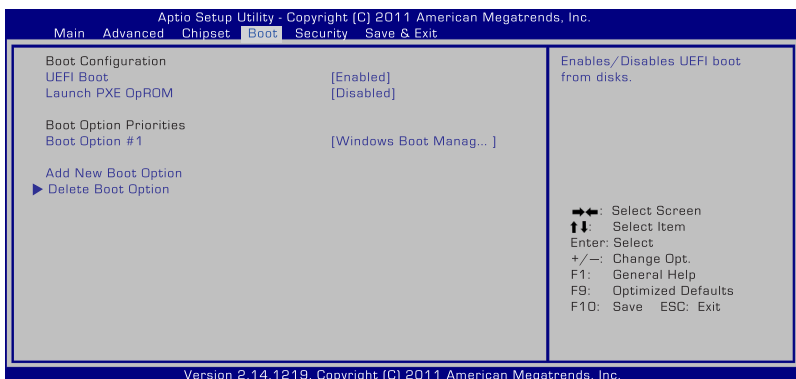 Aptio Setup Utility - Copyright (C) 2011 American Megatrends, Inc.
Main Advanced Chipset Boot Security Save & Exit
Boot Configuration
UEFI Boot [Enabled]
Launch PXE OpROM [Disabled]
Boot Option Priorities
Boot Option #1 [Windows Boot Manag... ]
Add New Boot Option
Delete Boot Option
Enables/Disables UEFI boot
from disks.
→←: Select Screen
↑↓: Select Item
Enter: Select
+/—: Change Opt.
F1: General Help
F9: Optimized Defaults
F10: Save ESC: Exit
Version 2.14.1219. Copyright (C) 2011 American Megatrends, Inc.